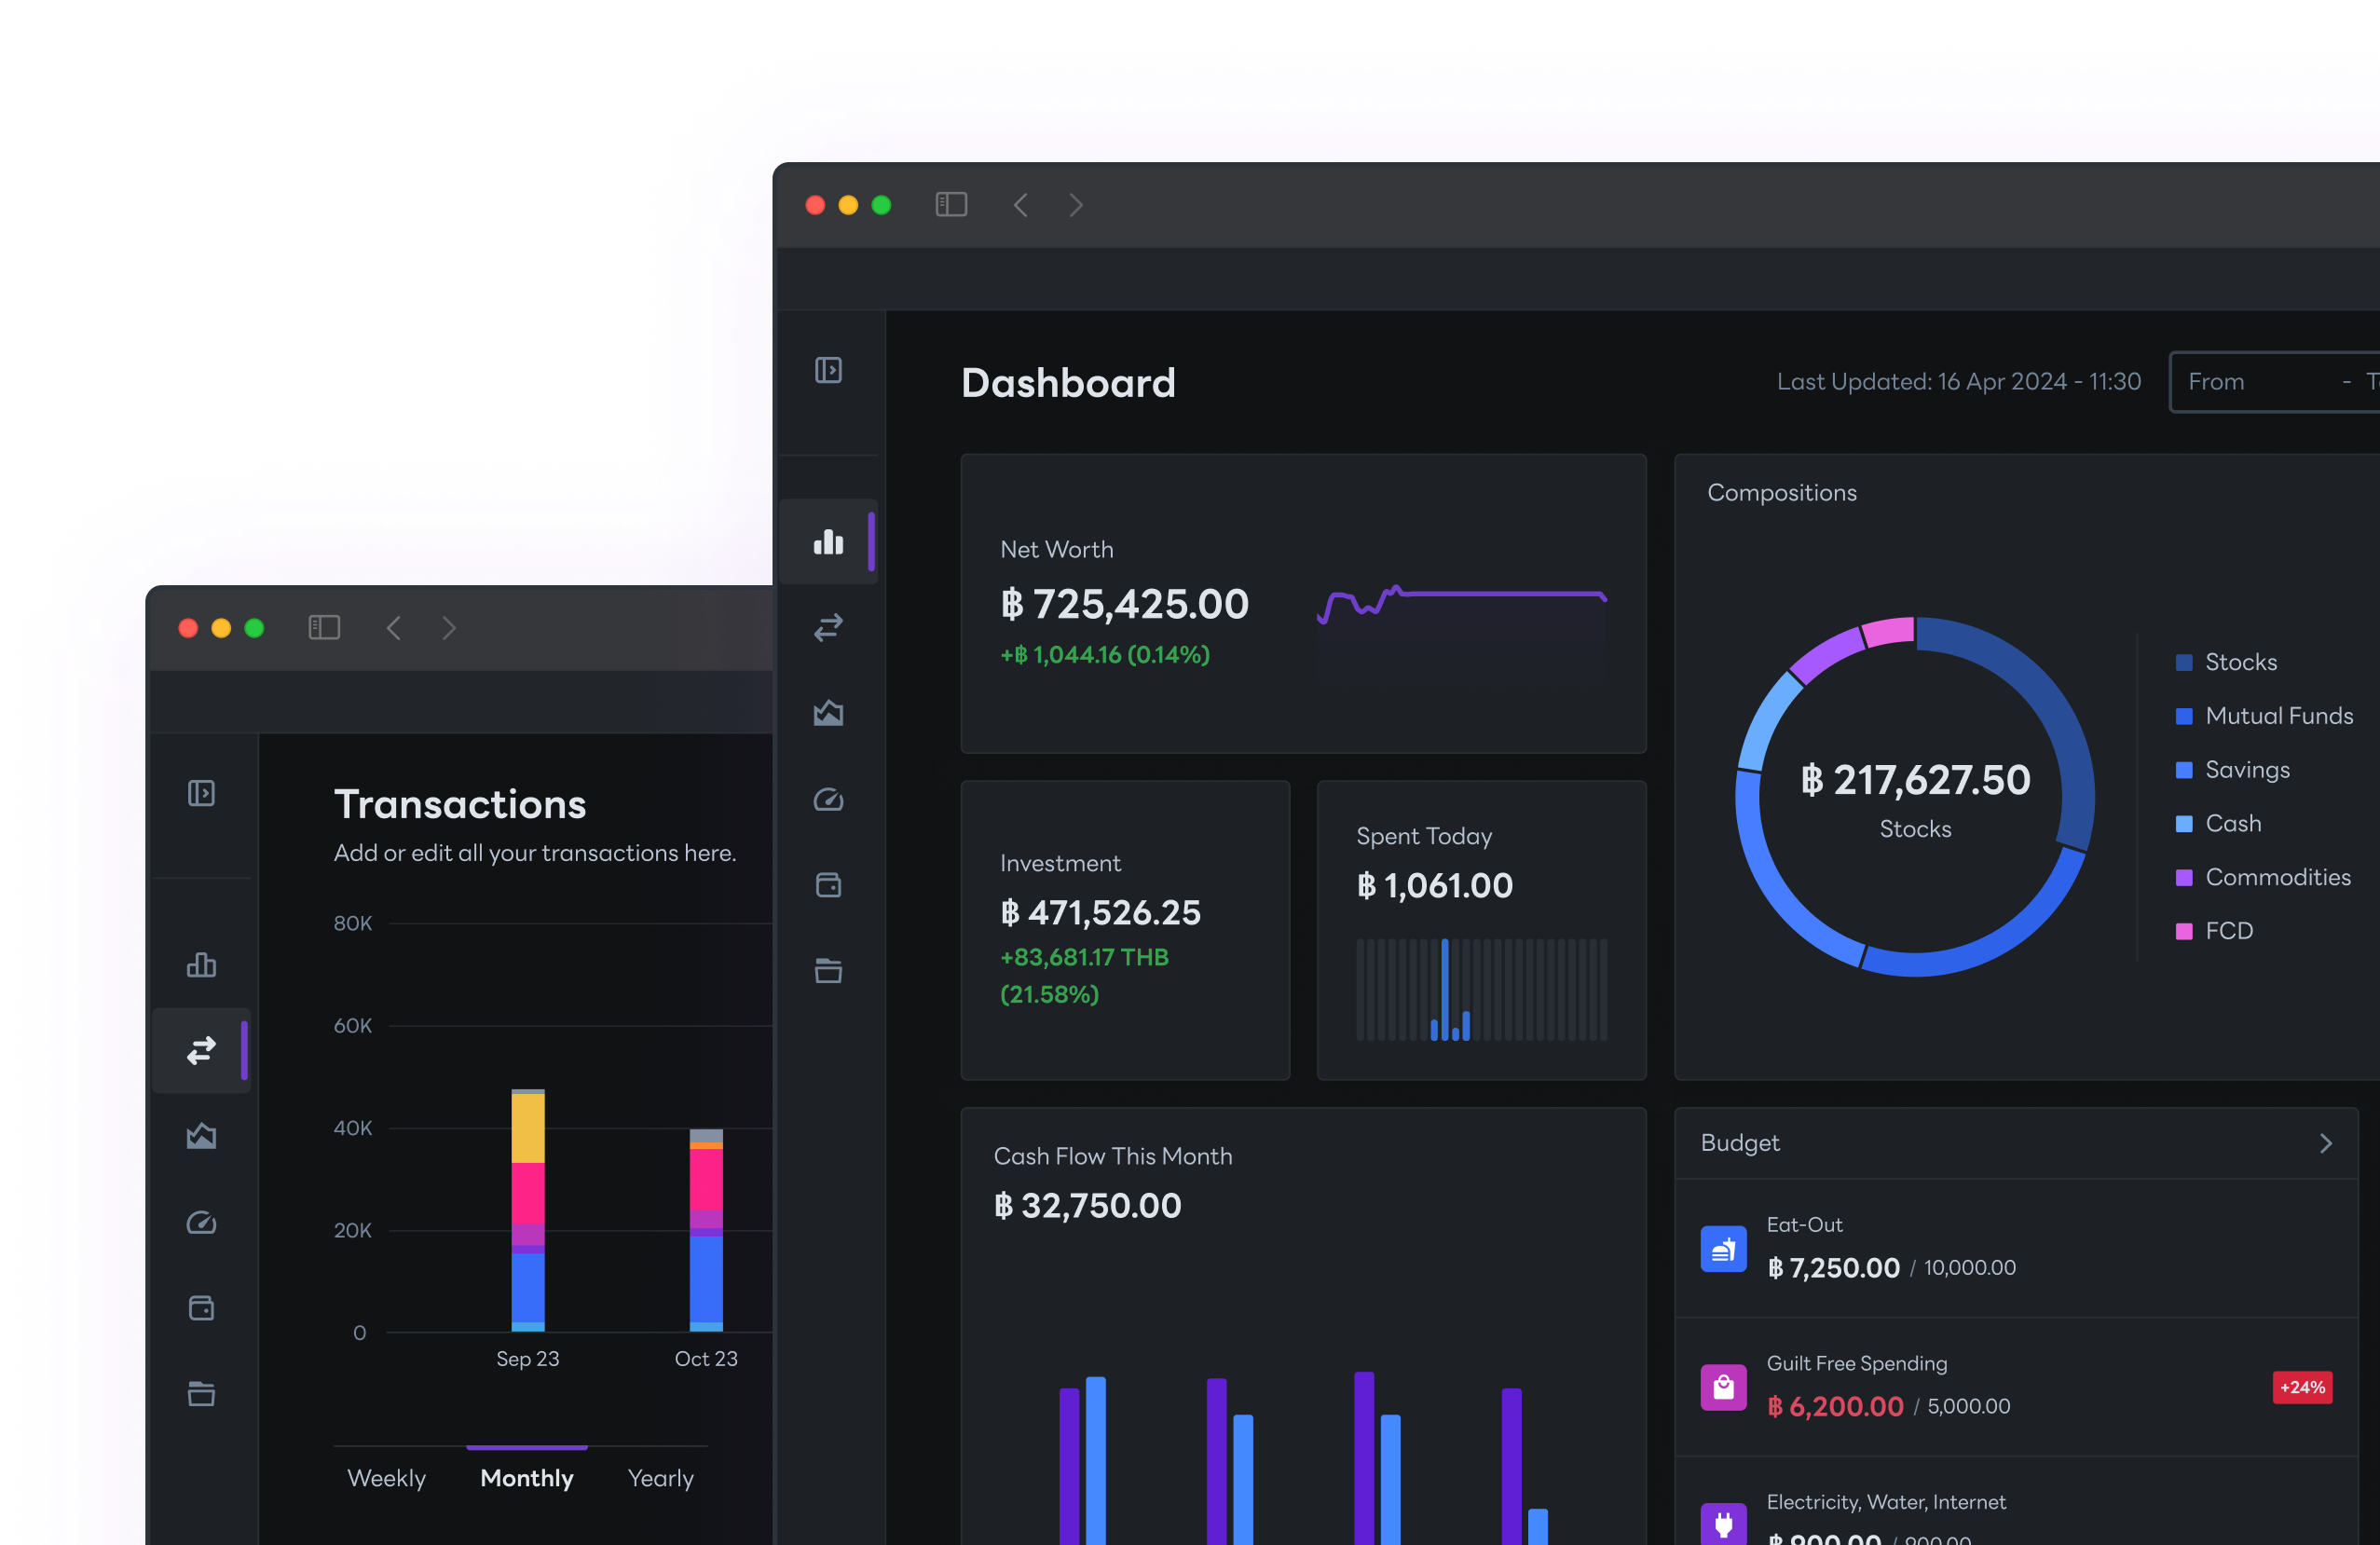 Dashboard
Last Updated: 16 Apr 2024 - 11:30
From -
Net Worth
฿ 725,425.00
+฿ 1,044.16 (0.14%)
Compositions
฿ 217,627.50
Stocks
Stocks
Mutual Funds
Savings
Cash
Commodities
FCD
Investment
฿ 471,526.25
+83,681.17 THB
(21.58%)
Spent Today
฿ 1,061.00
Cash Flow This Month
฿ 32,750.00
Budget
Eat-Out
฿ 7,250.00 / 10,000.00
Guilt Free Spending
฿ 6,200.00 / 5,000.00
+24%
Electricity, Water, Internet
Transactions
Add or edit all your transactions here.
80K
60K
40K
20K
0
Sep 23
Oct 23
Weekly
Monthly
Yearly